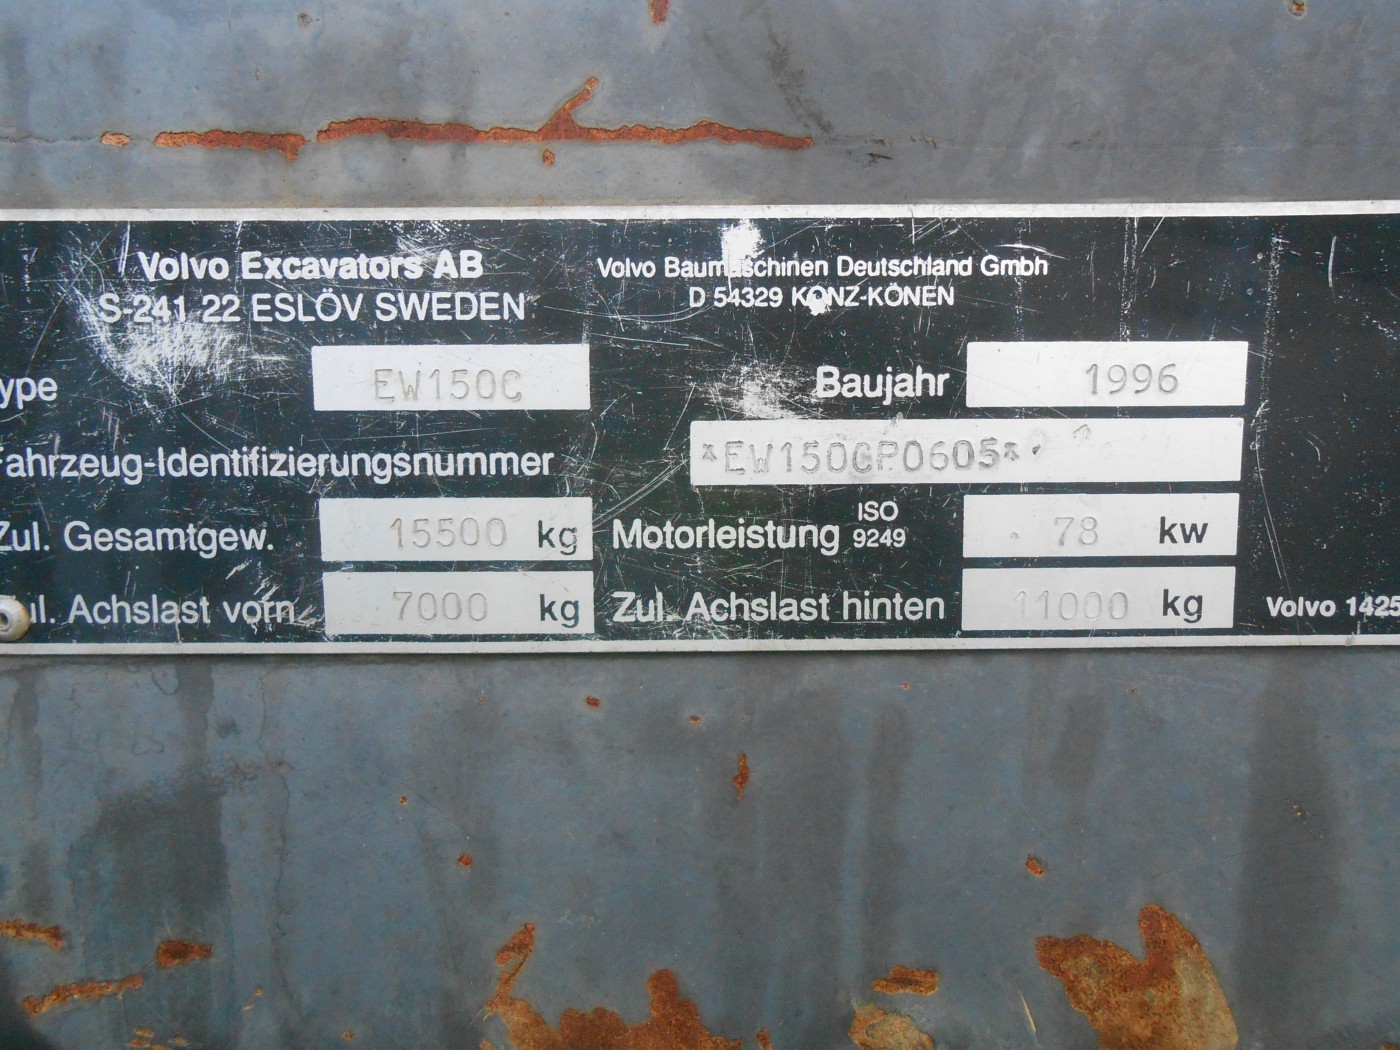 Volvo Excavators AB
S-241 22 ESLÖV SWEDEN
Volvo Baumaschinen Deutschland Gmbh
D 54329 KONZ-KÖNEN
ype EW150C Baujahr 1996
ahrzeug-Identifizierungsnummer *EW150CP0605*
Zul. Gesamtgew. 15500 kg Motorleistung ISO 9249 78 kw
ul. Achslast vorn 7000 kg Zul. Achslast hinten 11000 kg Volvo 1425